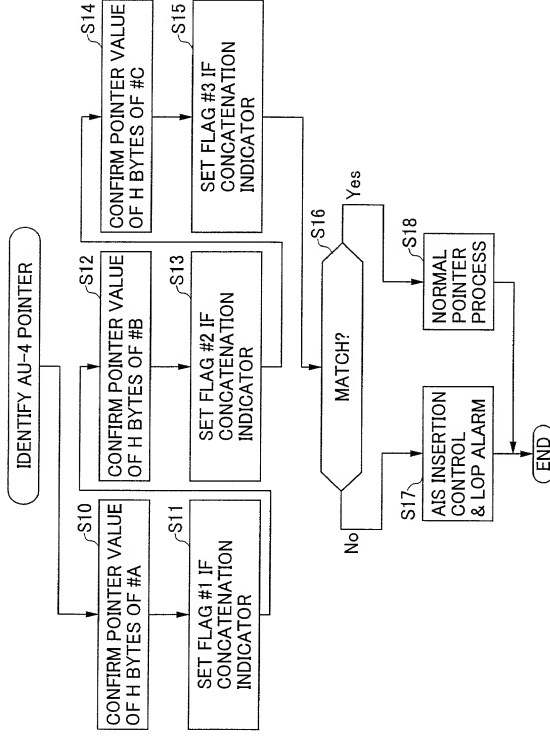 IDENTIFY AU-4 POINTER
S10
CONFIRM POINTER VALUE
OF H BYTES OF #A
S11
SET FLAG #1 IF
CONCATENATION
INDICATOR
S12
CONFIRM POINTER VALUE
OF H BYTES OF #B
S13
SET FLAG #2 IF
CONCATENATION
INDICATOR
S14
CONFIRM POINTER VALUE
OF H BYTES OF #C
S15
SET FLAG #3 IF
CONCATENATION
INDICATOR
S16
MATCH?
No
Yes
S17
AIS INSERTION
CONTROL
& LOP ALARM
S18
NORMAL
POINTER
PROCESS
END